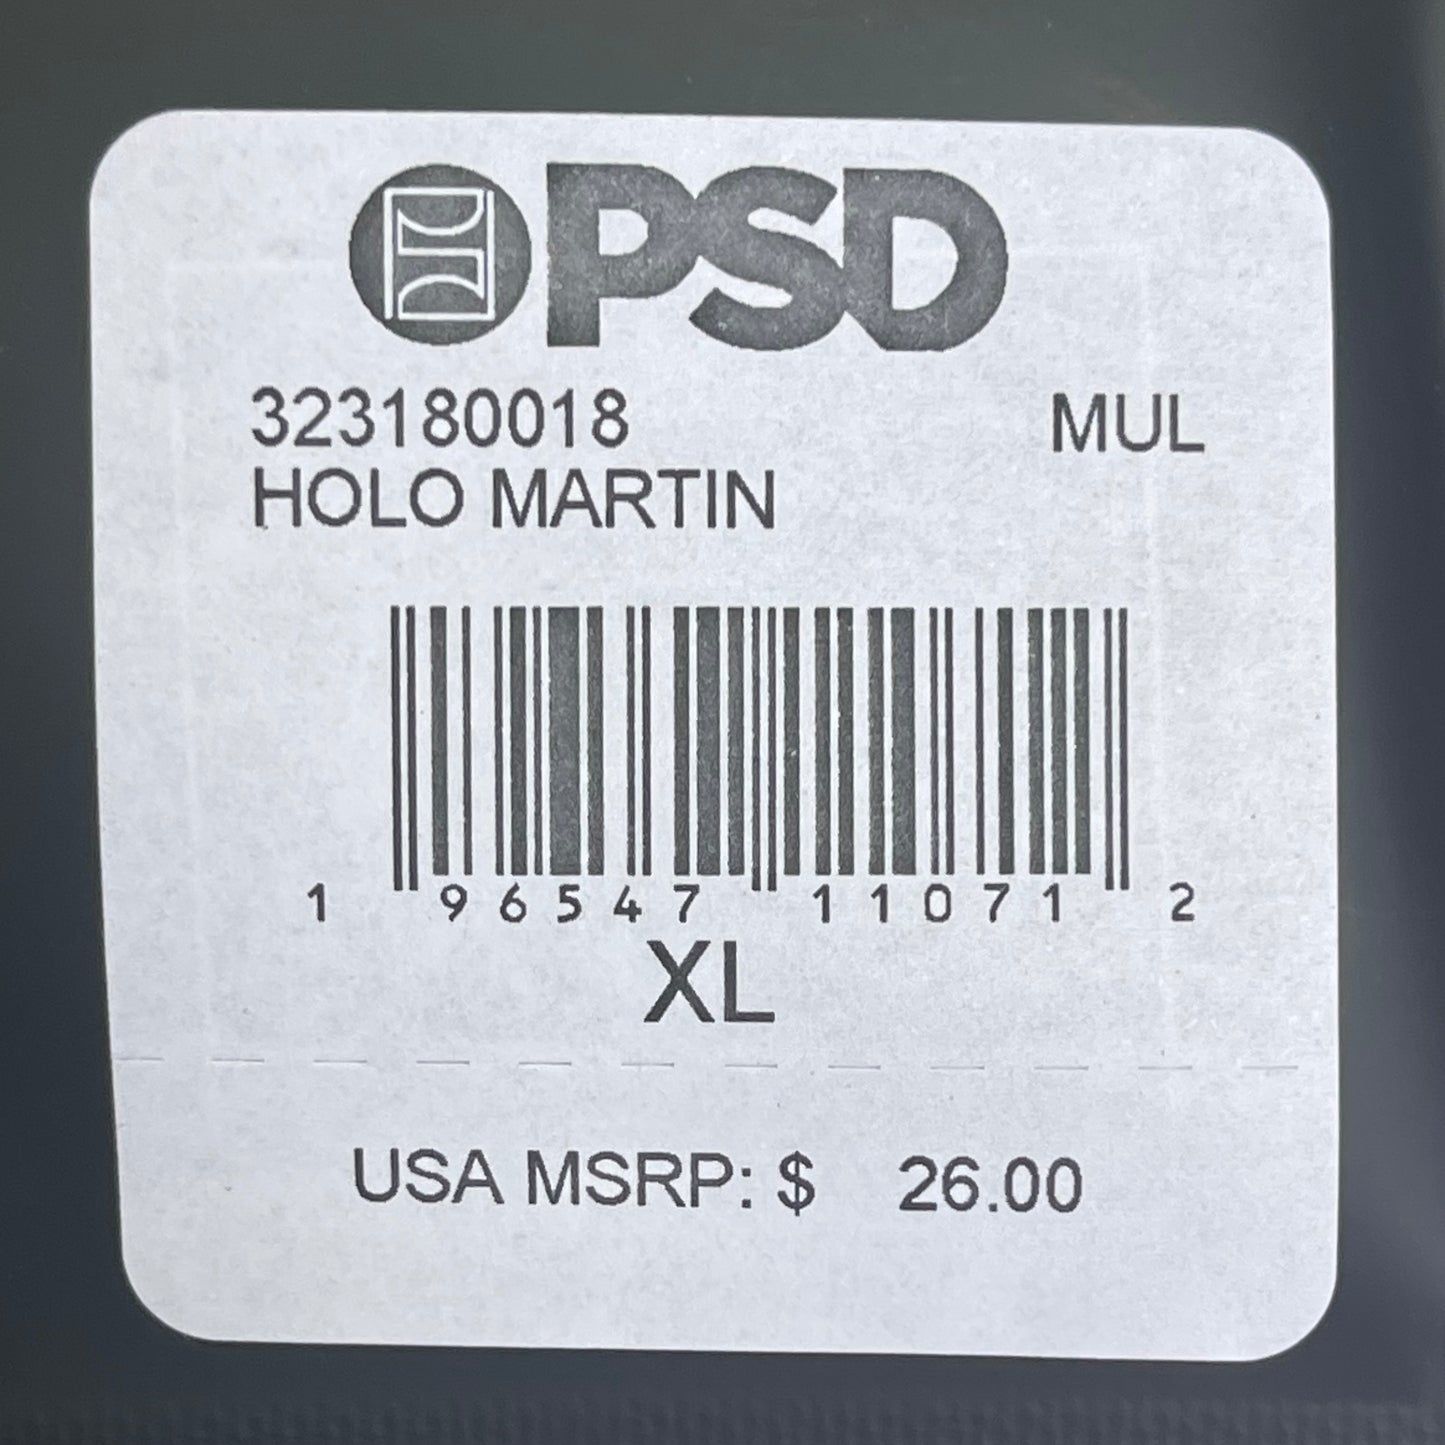 PSD
323180018 MUL
HOLO MARTIN
1 96547 11071 2
XL
USA MSRP: $ 26.00